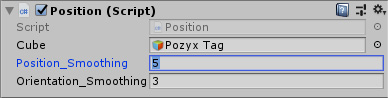 Position (Script)
Script Position
Cube Pozyx Tag
Position_Smoothing 5
Orientation_Smoothing 3